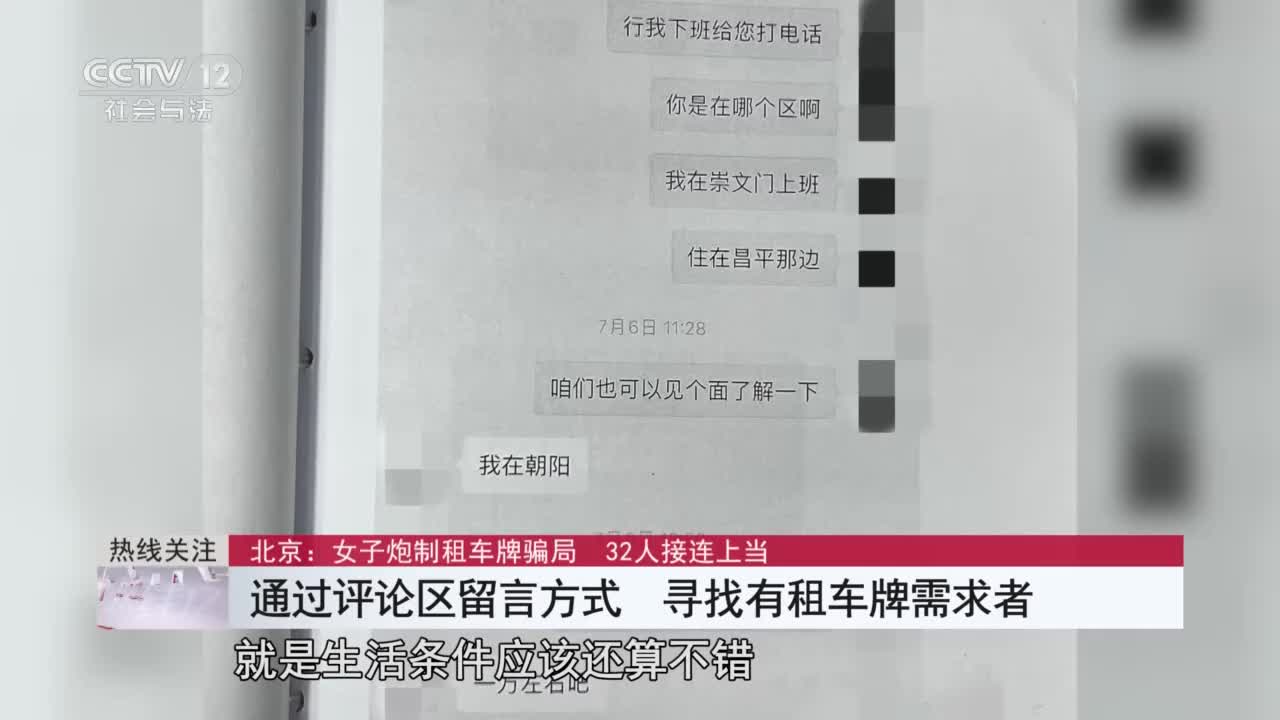 CCTV 12
社会与法
行我下班给您打电话
你是在哪个区啊
我在崇文门上班
住在昌平那边
7月6日 11:28
咱们也可以见个面了解一下
我在朝阳
热线关注
北京：女子炮制租车牌骗局 32人接连上当
通过评论区留言方式 寻找有租车牌需求者
就是生活条件应该还算不错
一万左右吧